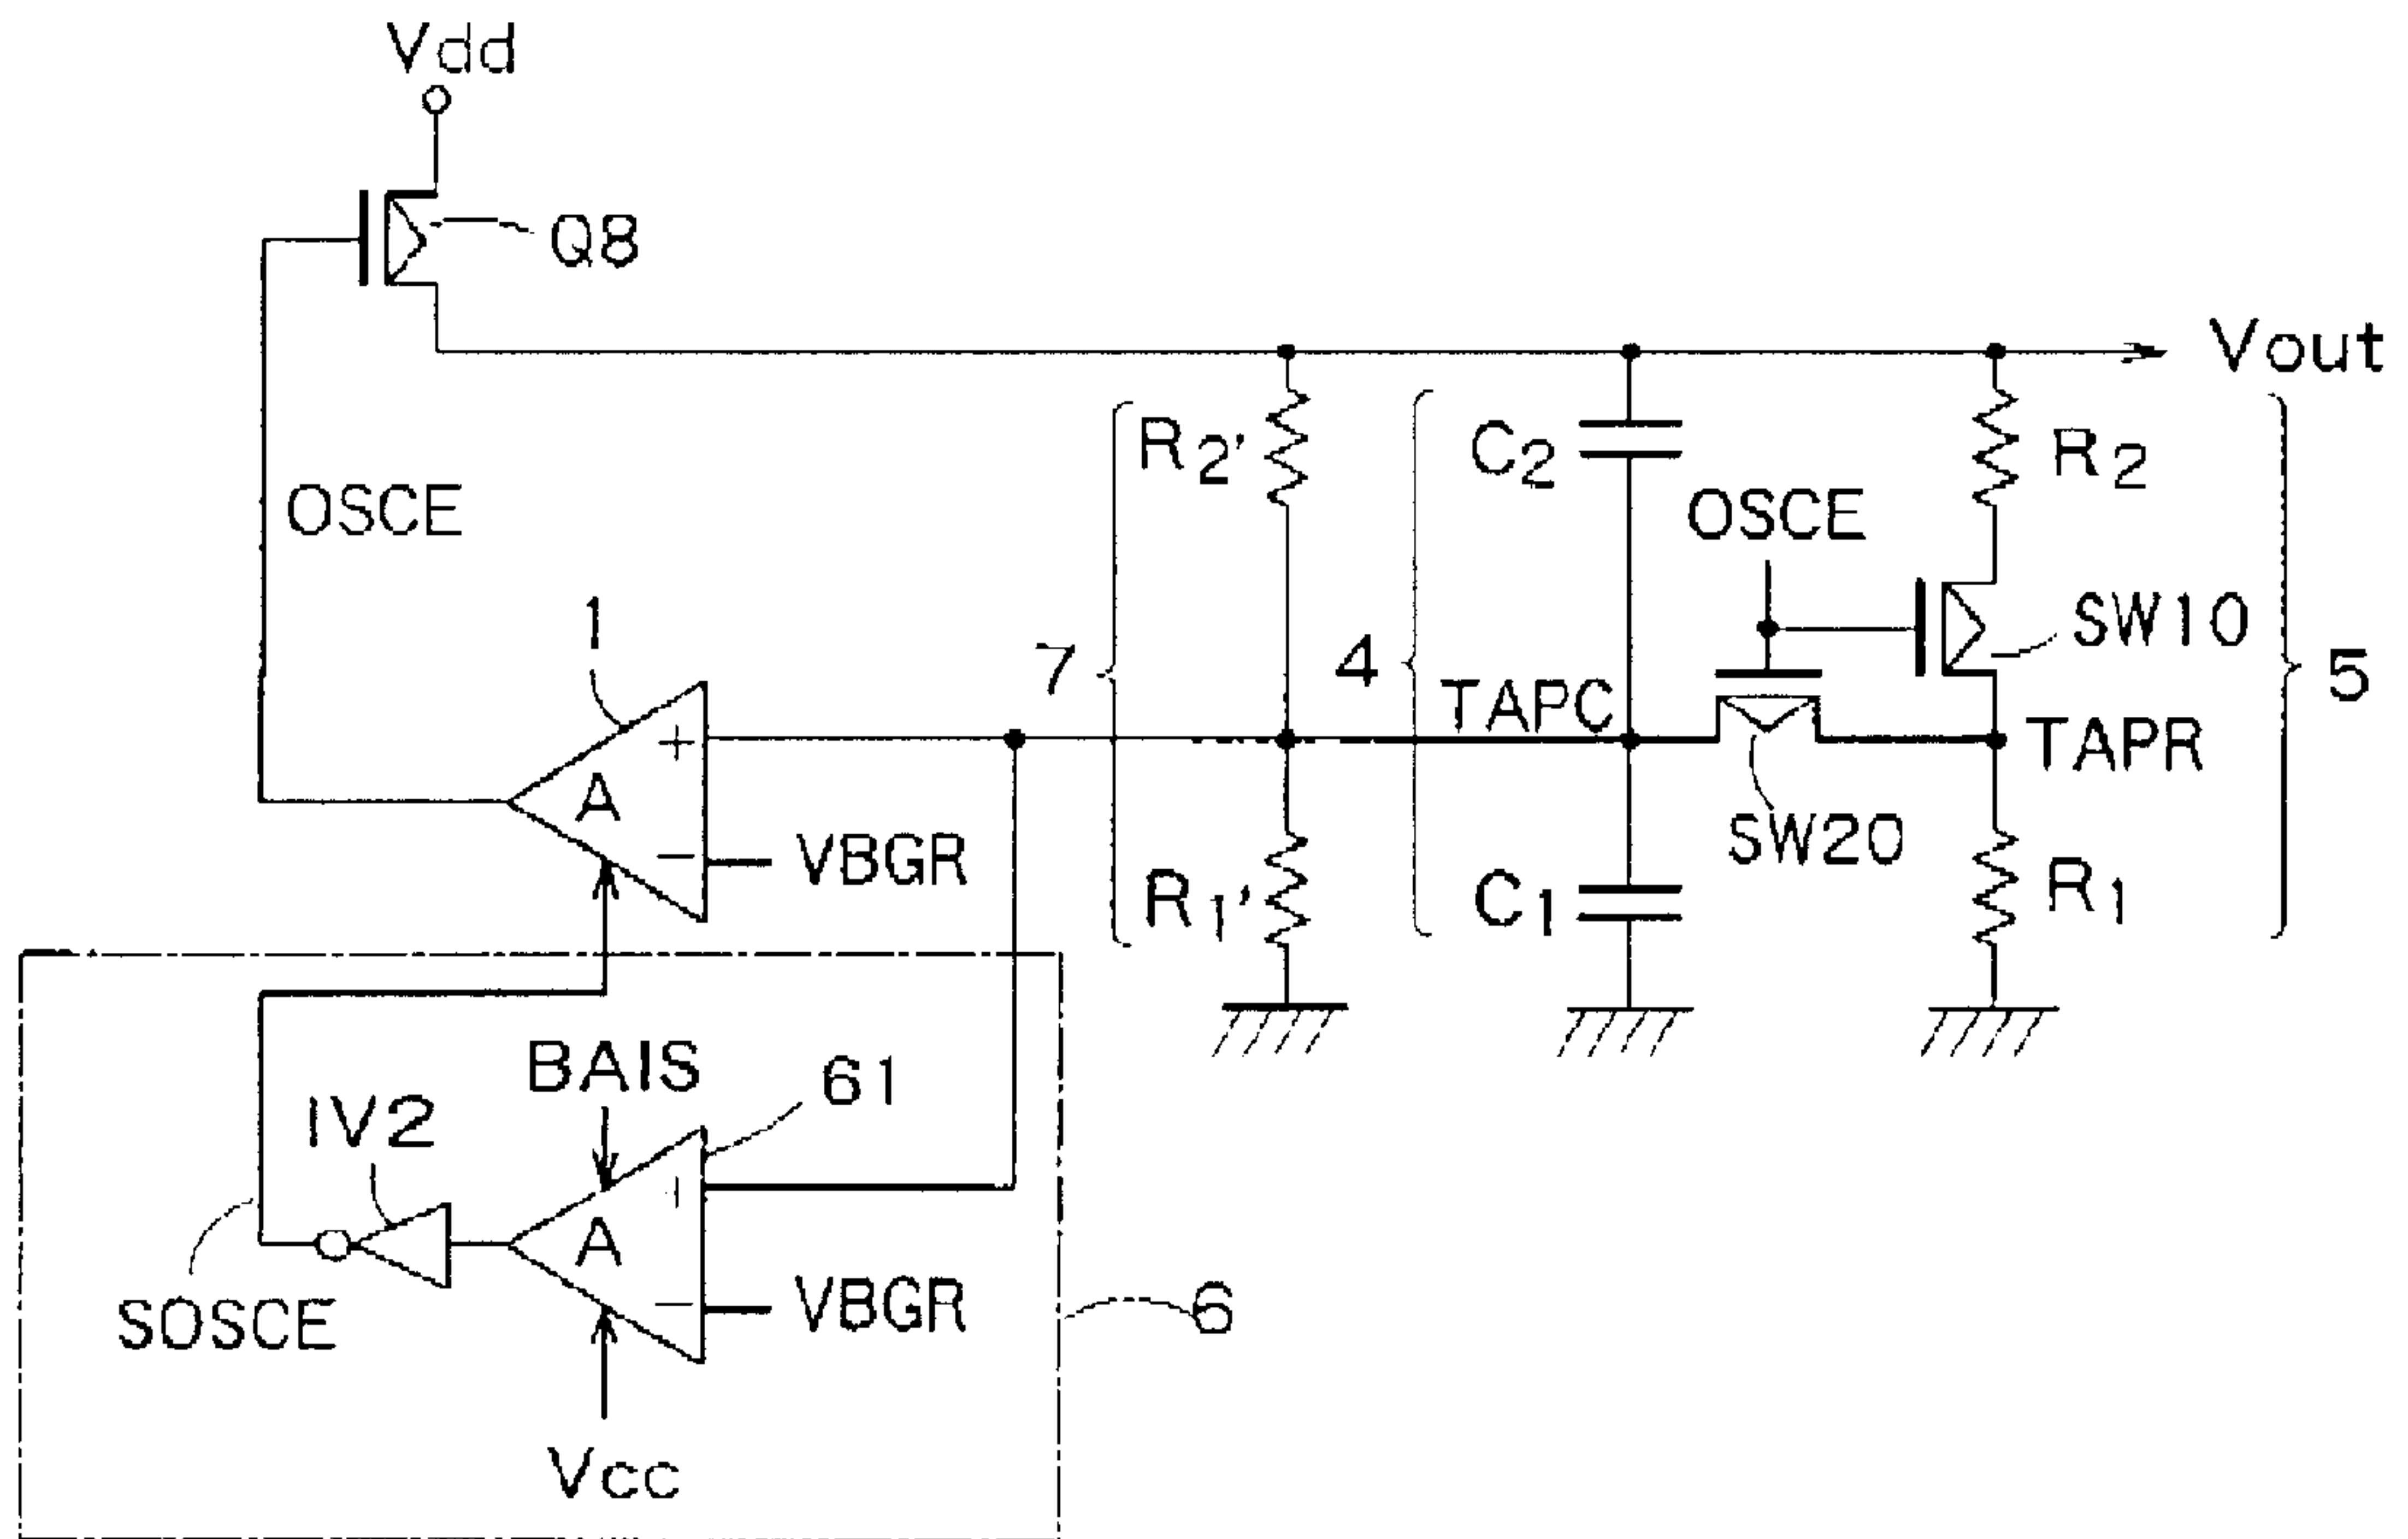 Vdd
Q8
Vout
R2'
C2
R2
OSCE
OSCE
1
SW10
7
4
5
TAPC
TAPR
+
A
SW20
−
VBGR
R1'
C1
R1
BAIS
61
IV2
+
A
−
VBGR
6
SOSCE
Vcc